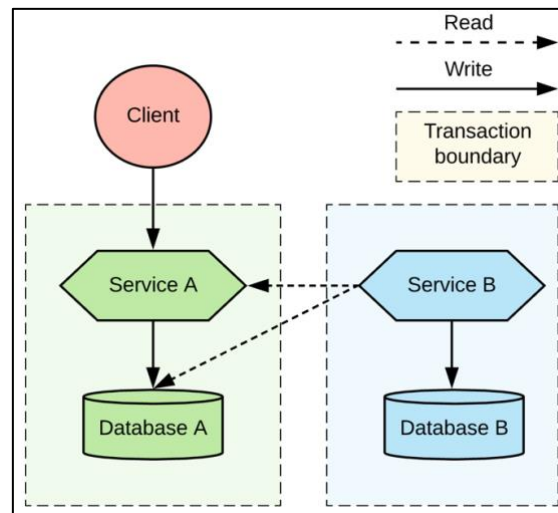 Read
Write
Client
Transaction
boundary
Service A
Service B
Database A
Database B